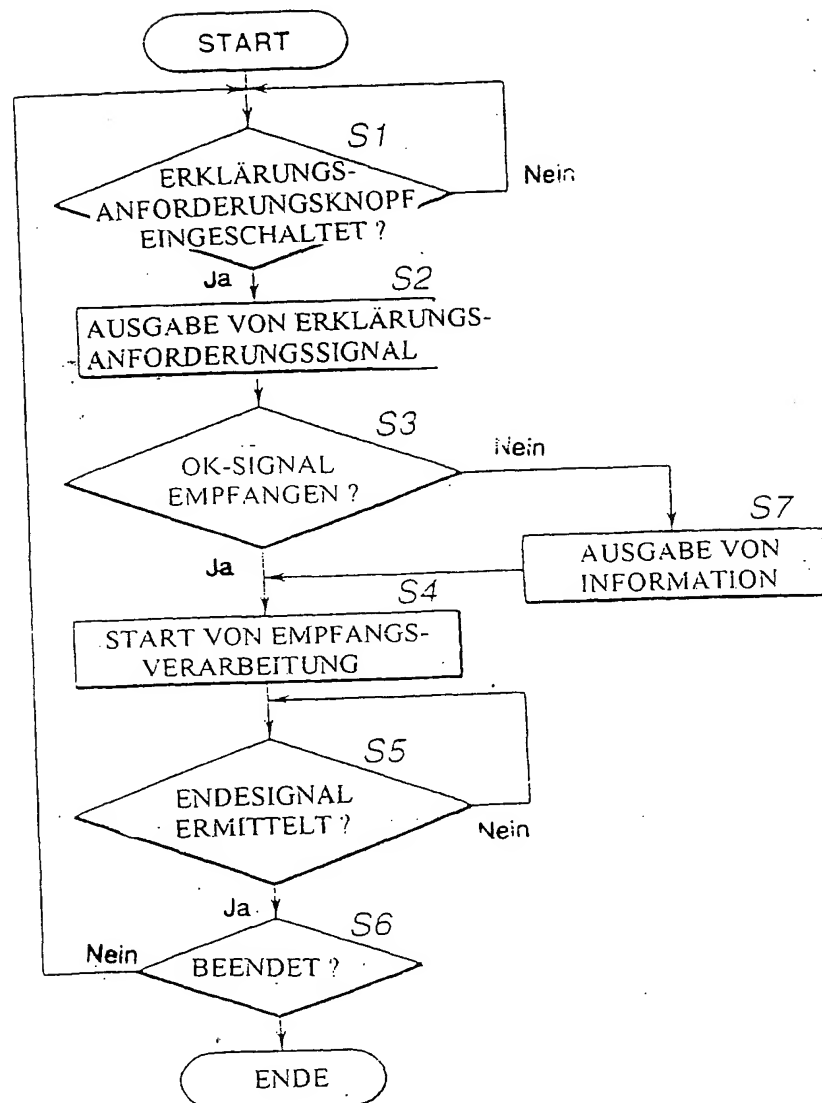 START
S1
ERKLÄRUNGS-
ANFORDERUNGSKNOPF
EINGESCHALTET ?
Nein
Ja
S2
AUSGABE VON ERKLÄRUNGS-
ANFORDERUNGSSIGNAL
S3
OK-SIGNAL
EMPFANGEN ?
Nein
Ja
S7
AUSGABE VON
INFORMATION
S4
START VON EMPFANGS-
VERARBEITUNG
S5
ENDESIGNAL
ERMITTELT ?
Nein
Ja
S6
Nein
BEENDET ?
ENDE